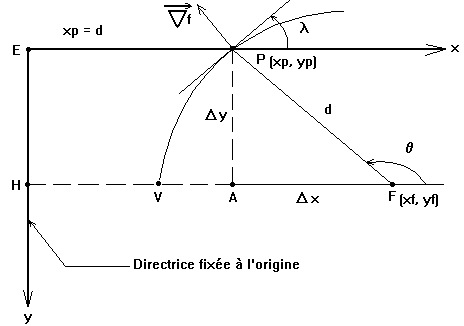 xp = d
∇f
λ
E
x
P (xp, yp)
Δy
d
θ
H
V
A
Δx
F (xf, yf)
Directrice fixée à l'origine
y